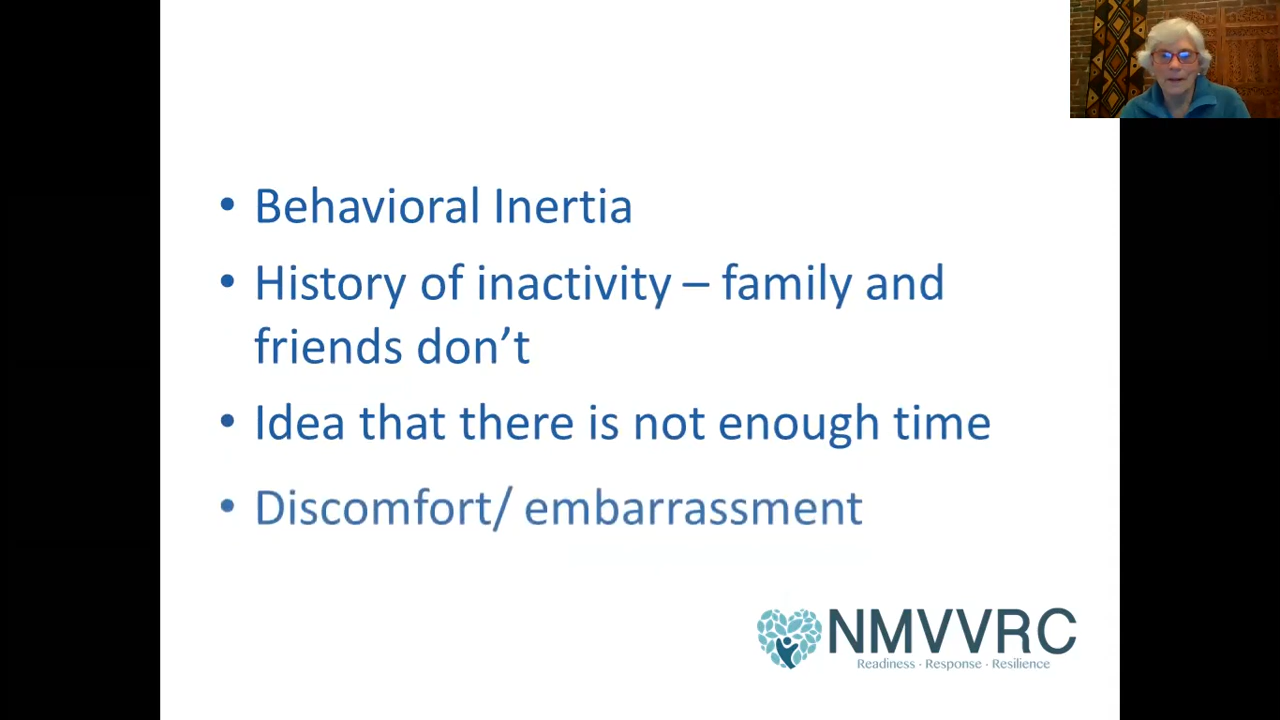 • Behavioral Inertia
• History of inactivity – family and
friends don’t
• Idea that there is not enough time
• Discomfort/ embarrassment
NMVVRC
Readiness · Response · Resilience